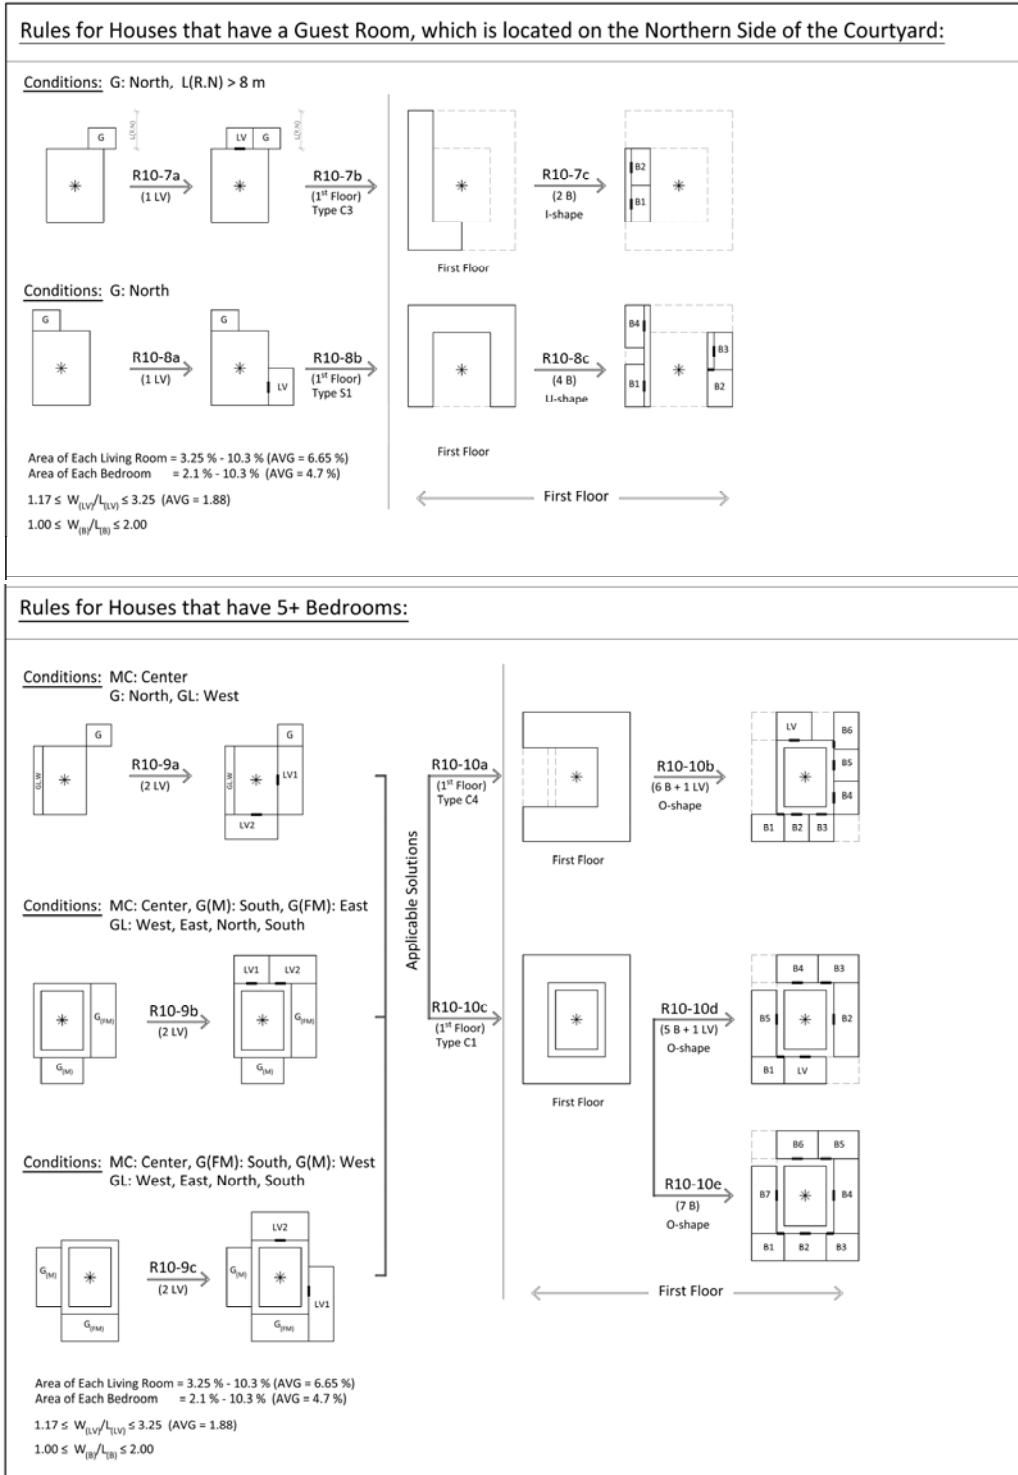 Rules for Houses that have a Guest Room, which is located on the Northern Side of the Courtyard:
Conditions: G: North, L(R.N) > 8 m
G
L(R.N)
R10-7a
(1 LV)
LV G
L(R.N)
R10-7b
(1st Floor)
Type C3
First Floor
R10-7c
(2 B)
I-shape
B2
B1
Conditions: G: North
G
R10-8a
(1 LV)
G
LV
R10-8b
(1st Floor)
Type S1
First Floor
R10-8c
(4 B)
U-shape
B4
B3
B1
B2
Area of Each Living Room = 3.25 % - 10.3 % (AVG = 6.65 %)
Area of Each Bedroom = 2.1 % - 10.3 % (AVG = 4.7 %)
1.17 ≤ W(LV)/L(LV) ≤ 3.25 (AVG = 1.88)
1.00 ≤ W(B)/L(B) ≤ 2.00
First Floor
Rules for Houses that have 5+ Bedrooms:
Conditions: MC: Center
G: North, GL: West
G
GL.W
R10-9a
(2 LV)
G
GL.W
LV1
LV2
Conditions: MC: Center, G(M): South, G(FM): East
GL: West, East, North, South
G(FM)
G(M)
R10-9b
(2 LV)
LV1 LV2
G(FM)
G(M)
Conditions: MC: Center, G(FM): South, G(M): West
GL: West, East, North, South
G(M)
G(FM)
R10-9c
(2 LV)
LV2
G(M)
LV1
G(FM)
Applicable Solutions
R10-10a
(1st Floor)
Type C4
First Floor
R10-10b
(6 B + 1 LV)
O-shape
LV
B6
B5
B4
B1 B2 B3
R10-10c
(1st Floor)
Type C1
First Floor
R10-10d
(5 B + 1 LV)
O-shape
B4 B3
B5 B2
B1 LV
R10-10e
(7 B)
O-shape
B6 B5
B7 B4
B1 B2 B3
First Floor
Area of Each Living Room = 3.25 % - 10.3 % (AVG = 6.65 %)
Area of Each Bedroom = 2.1 % - 10.3 % (AVG = 4.7 %)
1.17 ≤ W(LV)/L(LV) ≤ 3.25 (AVG = 1.88)
1.00 ≤ W(B)/L(B) ≤ 2.00